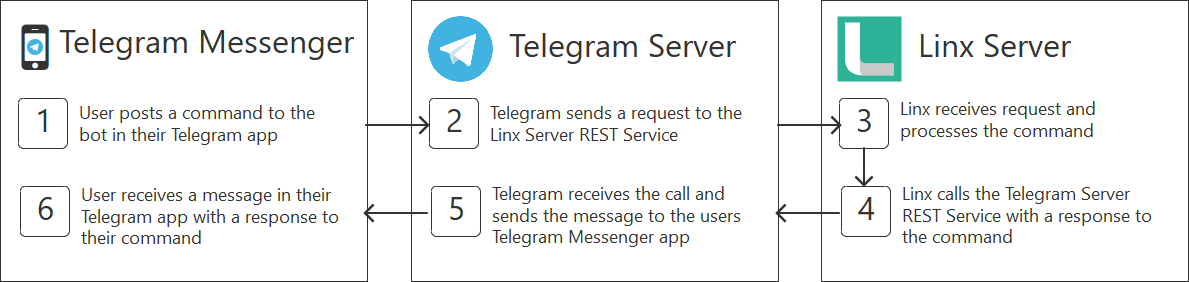 Telegram Messenger
1
User posts a command to the
bot in their Telegram app
6
User receives a message in their
Telegram app with a response to
their command
Telegram Server
2
Telegram sends a request to the
Linx Server REST Service
5
Telegram receives the call and
sends the message to the users
Telegram Messenger app
Linx Server
3
Linx receives request and
processes the command
4
Linx calls the Telegram Server
REST Service with a response to
the command